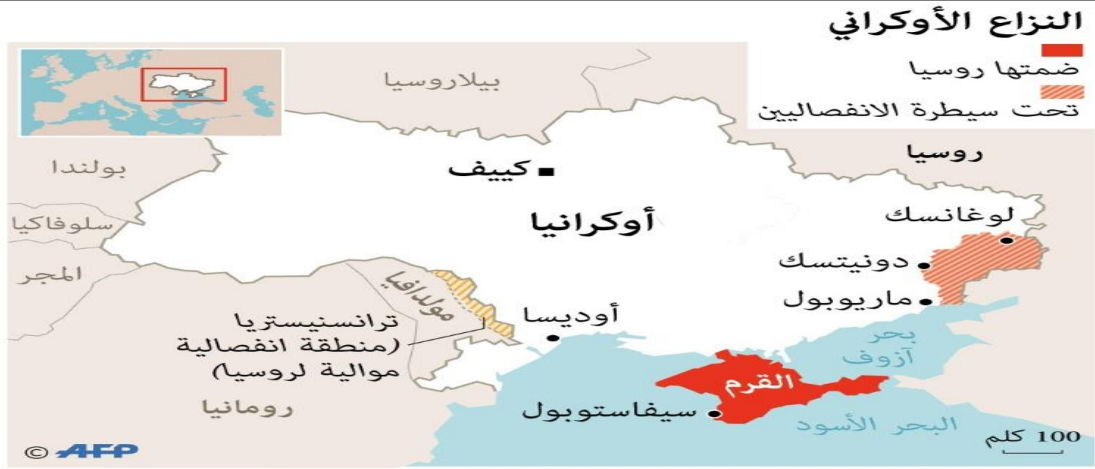 النزاع الأوكراني
ضمتها روسيا
تحت سيطرة الانفصاليين
بيلاروسيا
روسيا
بولندا
كييف
سلوفاكيا
أوكرانيا
لوغانسك
المجر
دونيتسك
مولدافيا
ماريوبول
أوديسا
ترانسنيستريا
(منطقة انفصالية
موالية لروسيا)
بحر
آزوف
القرم
رومانيا
سيفاستوبول
البحر الأسود
100 كلم
© AFP